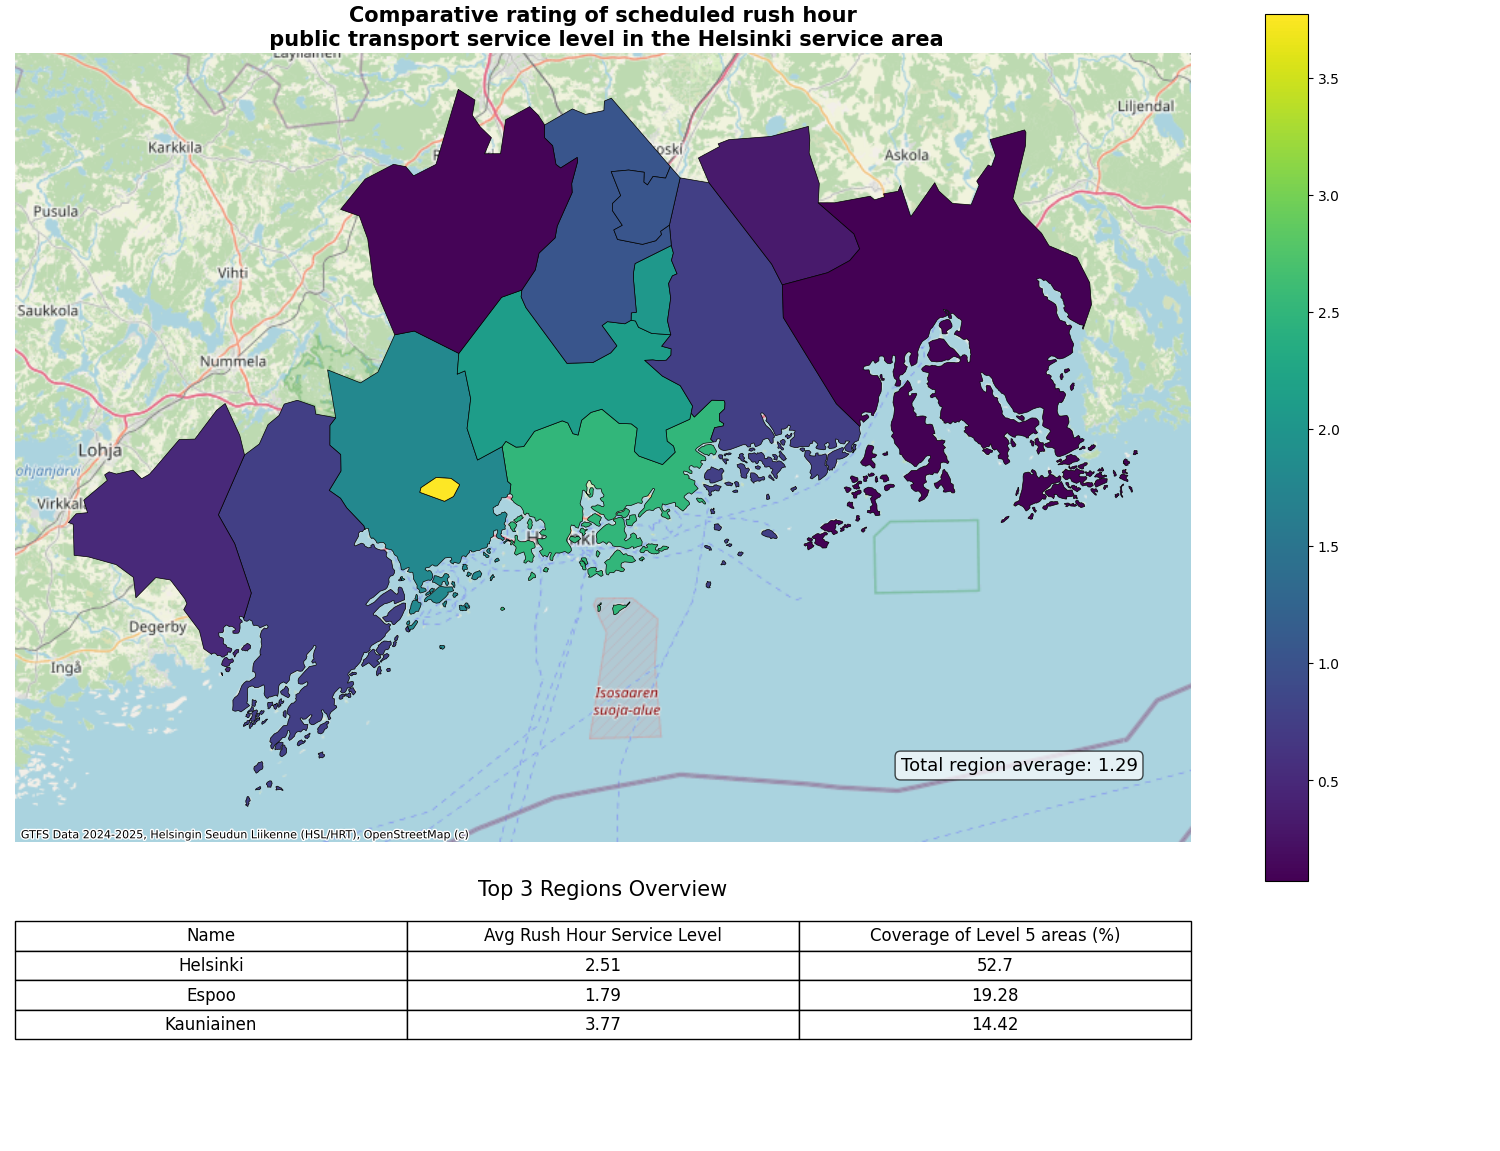 Comparative rating of scheduled rush hour
public transport service level in the Helsinki service area
Karkkila
Liljendal
Askola
Pusula
Vihti
Saukkola
Nummela
Lohja
ohjanjärvi
Degerby
Ingå
Isosaaren
suoja-alue
Total region average: 1.29
GTFS Data 2024-2025, Helsingin Seudun Liikenne (HSL/HRT), OpenStreetMap (c)
3.5
3.0
2.5
2.0
1.5
1.0
0.5
Top 3 Regions Overview
Name Avg Rush Hour Service Level Coverage of Level 5 areas (%)
Helsinki 2.51 52.7
Espoo 1.79 19.28
Kauniainen 3.77 14.42